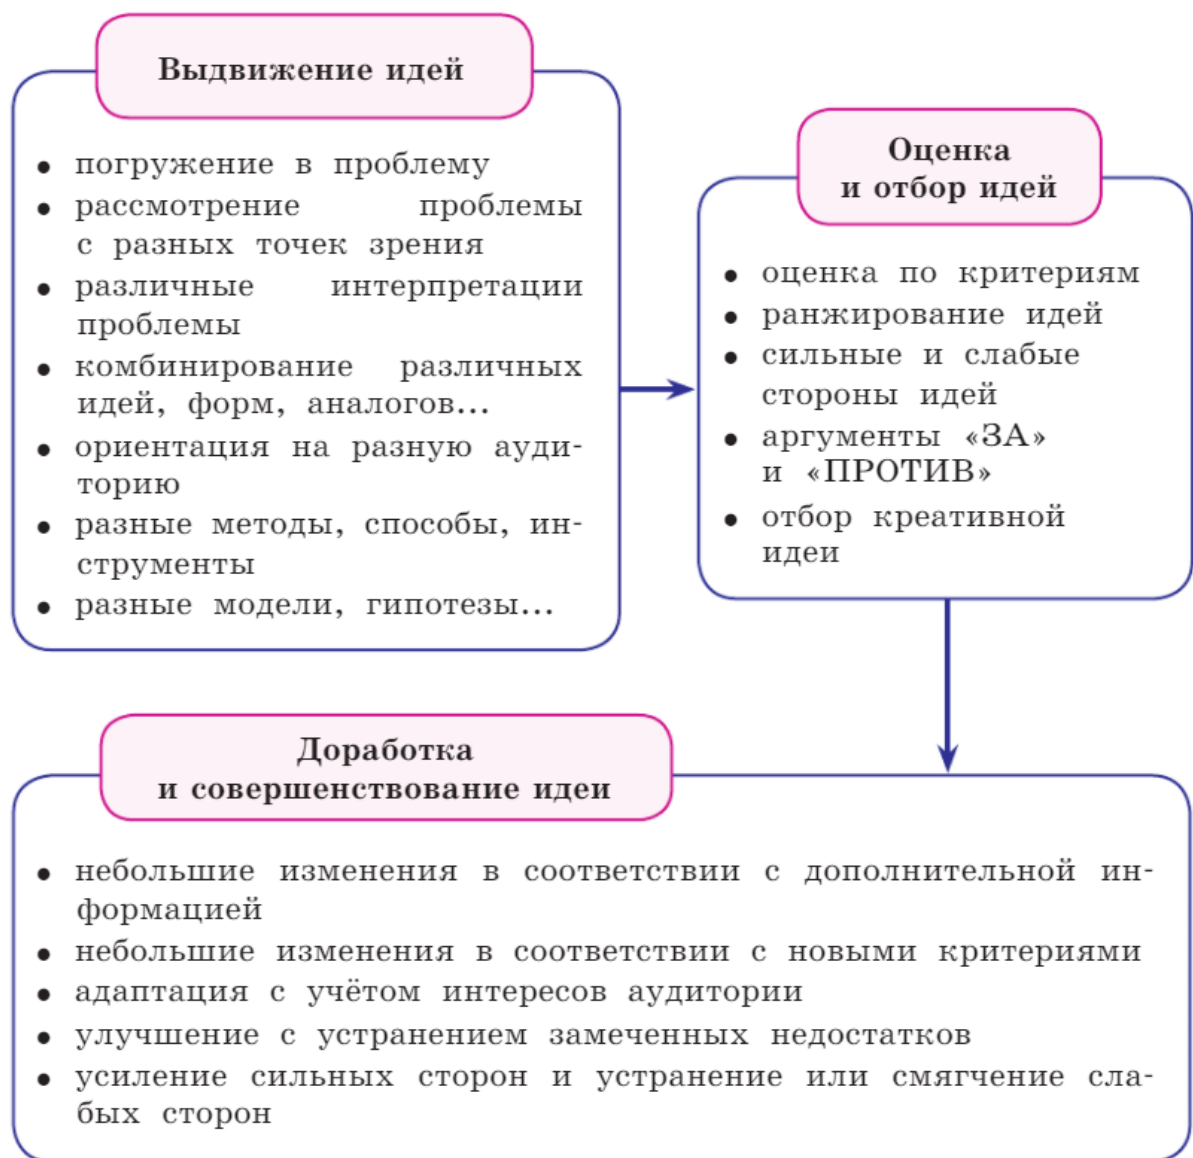 Выдвижение идей
• погружение в проблему
• рассмотрение проблемы
с разных точек зрения
• различные интерпретации
проблемы
• комбинирование различных
идей, форм, аналогов...
• ориентация на разную ауди-
торию
• разные методы, способы, ин-
струменты
• разные модели, гипотезы...
Оценка
и отбор идей
• оценка по критериям
• ранжирование идей
• сильные и слабые
стороны идей
• аргументы «ЗА»
и «ПРОТИВ»
• отбор креативной
идеи
Доработка
и совершенствование идеи
• небольшие изменения в соответствии с дополнительной ин-
формацией
• небольшие изменения в соответствии с новыми критериями
• адаптация с учётом интересов аудитории
• улучшение с устранением замеченных недостатков
• усиление сильных сторон и устранение или смягчение сла-
бых сторон